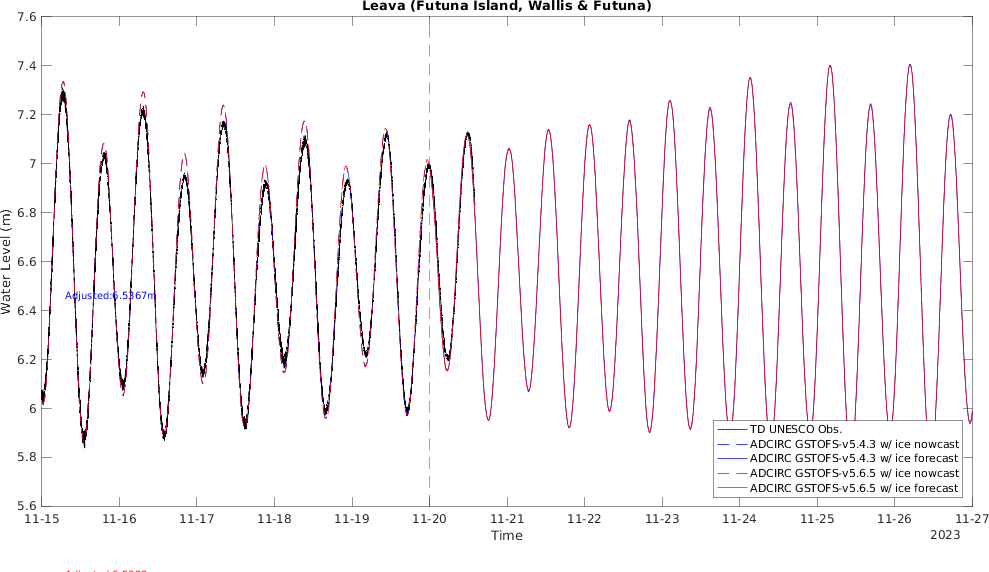 Leava (Futuna Island, Wallis & Futuna)
7.6
7.4
7.2
7
6.8
6.6
6.4
6.2
6
5.8
5.6
Water Level (m)
Adjusted:6.5367m
TD UNESCO Obs.
ADCIRC GSTOFS-v5.4.3 w/ ice nowcast
ADCIRC GSTOFS-v5.4.3 w/ ice forecast
ADCIRC GSTOFS-v5.6.5 w/ ice nowcast
ADCIRC GSTOFS-v5.6.5 w/ ice forecast
11-15 11-16 11-17 11-18 11-19 11-20 11-21 11-22 11-23 11-24 11-25 11-26 11-27
Time
2023